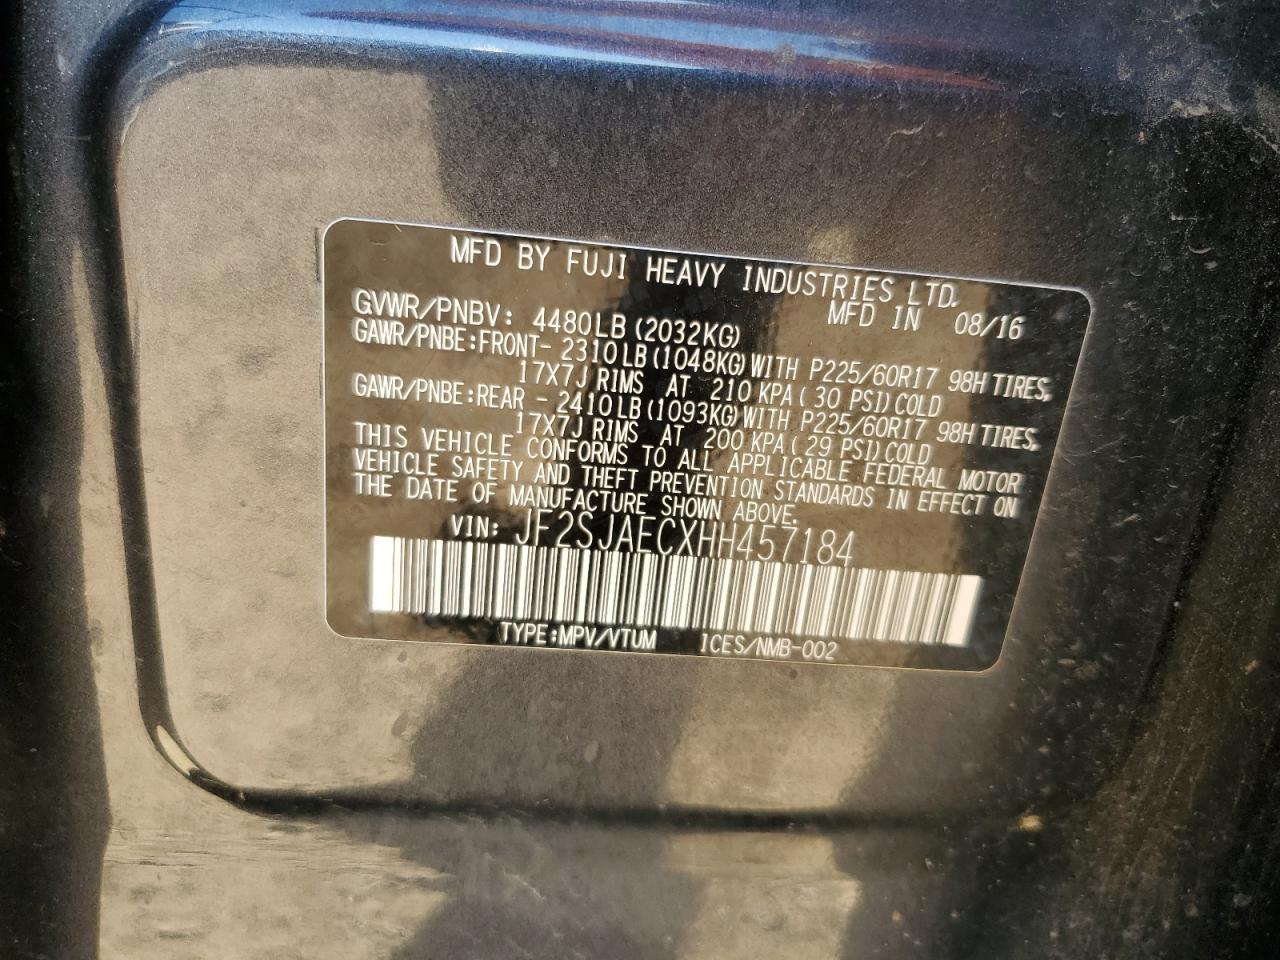 MFD BY FUJI HEAVY INDUSTRIES LTD.
MFD IN 08/16
GVWR/PNBV: 4480LB (2032KG)
GAWR/PNBE:FRONT- 2310LB (1048KG) WITH P225/60R17 98H TIRES,
17X7J RIMS AT 210 KPA ( 30 PSI) COLD
GAWR/PNBE:REAR - 2410LB (1093KG) WITH P225/60R17 98H TIRES,
17X7J RIMS AT 200 KPA ( 29 PSI) COLD
THIS VEHICLE CONFORMS TO ALL APPLICABLE FEDERAL MOTOR
VEHICLE SAFETY AND THEFT PREVENTION STANDARDS IN EFFECT ON
THE DATE OF MANUFACTURE SHOWN ABOVE.
VIN: JF2SJAECXHH457184
TYPE:MPV/VTUM ICES/NMB-002